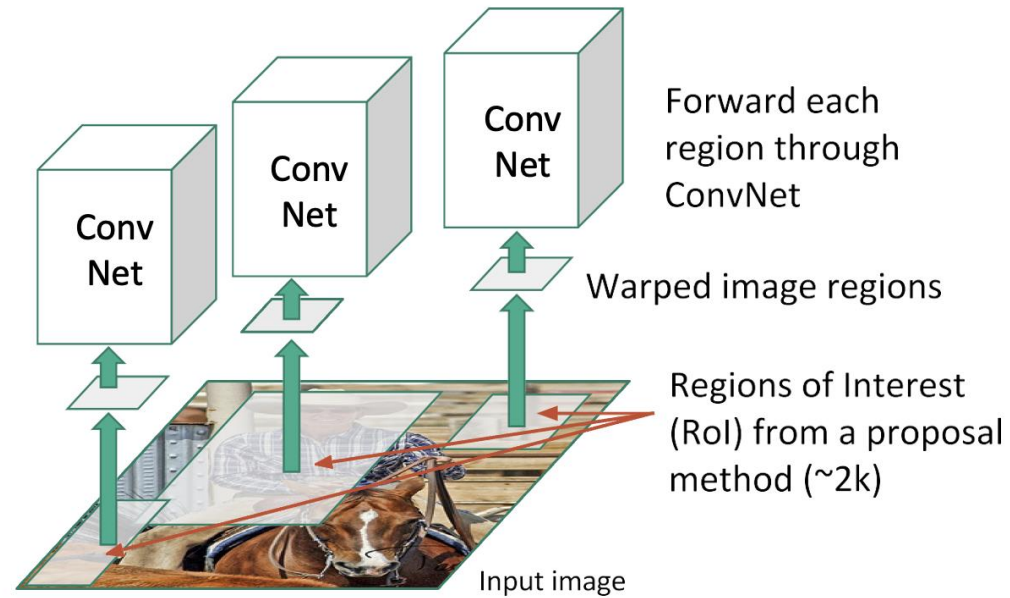 Conv
Net
Conv
Net
Conv
Net
Forward each
region through
ConvNet
Warped image regions
Regions of Interest
(RoI) from a proposal
method (~2k)
Input image